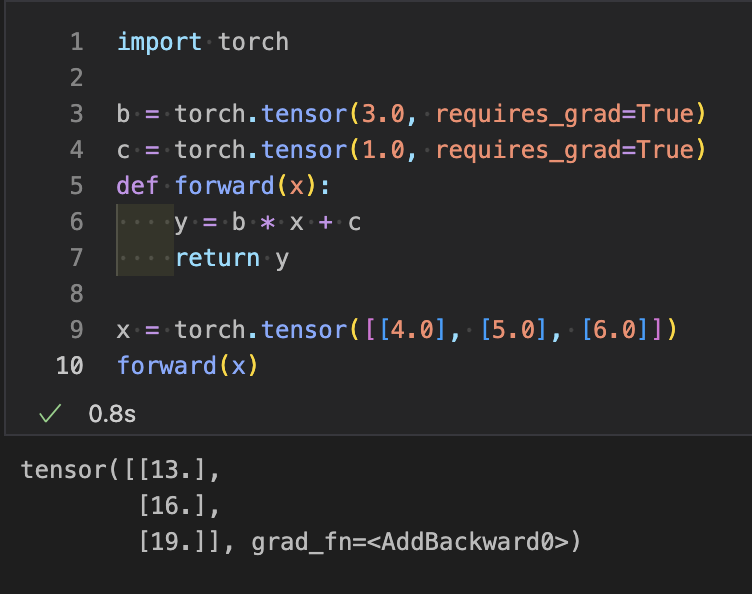 1 import torch
2
3 b = torch.tensor(3.0, requires_grad=True)
4 c = torch.tensor(1.0, requires_grad=True)
5 def forward(x):
6     y = b * x + c
7     return y
8
9 x = torch.tensor([[4.0], [5.0], [6.0]])
10 forward(x)
✓ 0.8s
tensor([[13.],
        [16.],
        [19.]], grad_fn=<AddBackward0>)